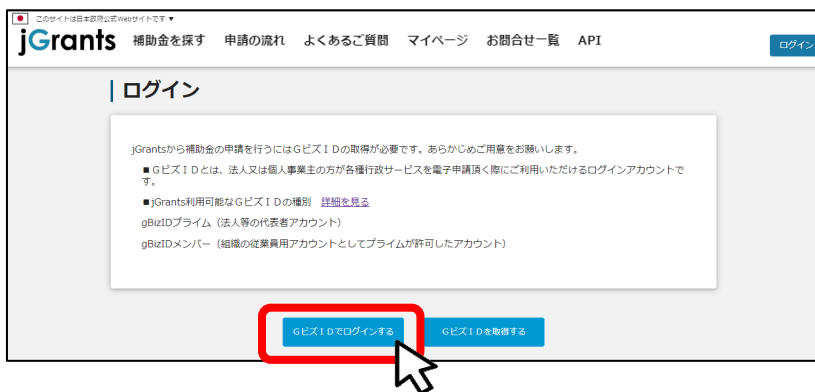 このサイトは日本政府公式Webサイトです ▼
jGrants 補助金を探す 申請の流れ よくあるご質問 マイページ お問合せ一覧 API ログイン
ログイン
jGrantsから補助金の申請を行うにはGビズIDの取得が必要です。あらかじめご用意をお願いします。
■GビズIDとは、法人又は個人事業主の方が各種行政サービスを電子申請頂く際にご利用いただけるログインアカウントで
す。
■jGrants利用可能なGビズIDの種別 詳細を見る
gBizIDプライム（法人等の代表者アカウント）
gBizIDメンバー（組織の従業員用アカウントとしてプライムが許可したアカウント）
GビズIDでログインする GビズIDを取得する